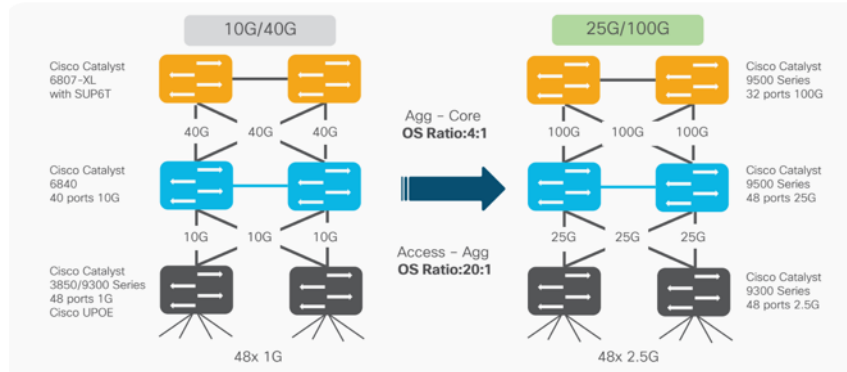 10G/40G
25G/100G
Cisco Catalyst
6807-XL
with SUP6T
Cisco Catalyst
9500 Series
32 ports 100G
Agg - Core
OS Ratio:4:1
40G
40G
40G
100G
100G
100G
Cisco Catalyst
6840
40 ports 10G
Cisco Catalyst
9500 Series
48 ports 25G
10G
10G
10G
25G
25G
25G
Access - Agg
OS Ratio:20:1
Cisco Catalyst
3850/9300 Series
48 ports 1G
Cisco UPOE
Cisco Catalyst
9300 Series
48 ports 2.5G
48x 1G
48x 2.5G